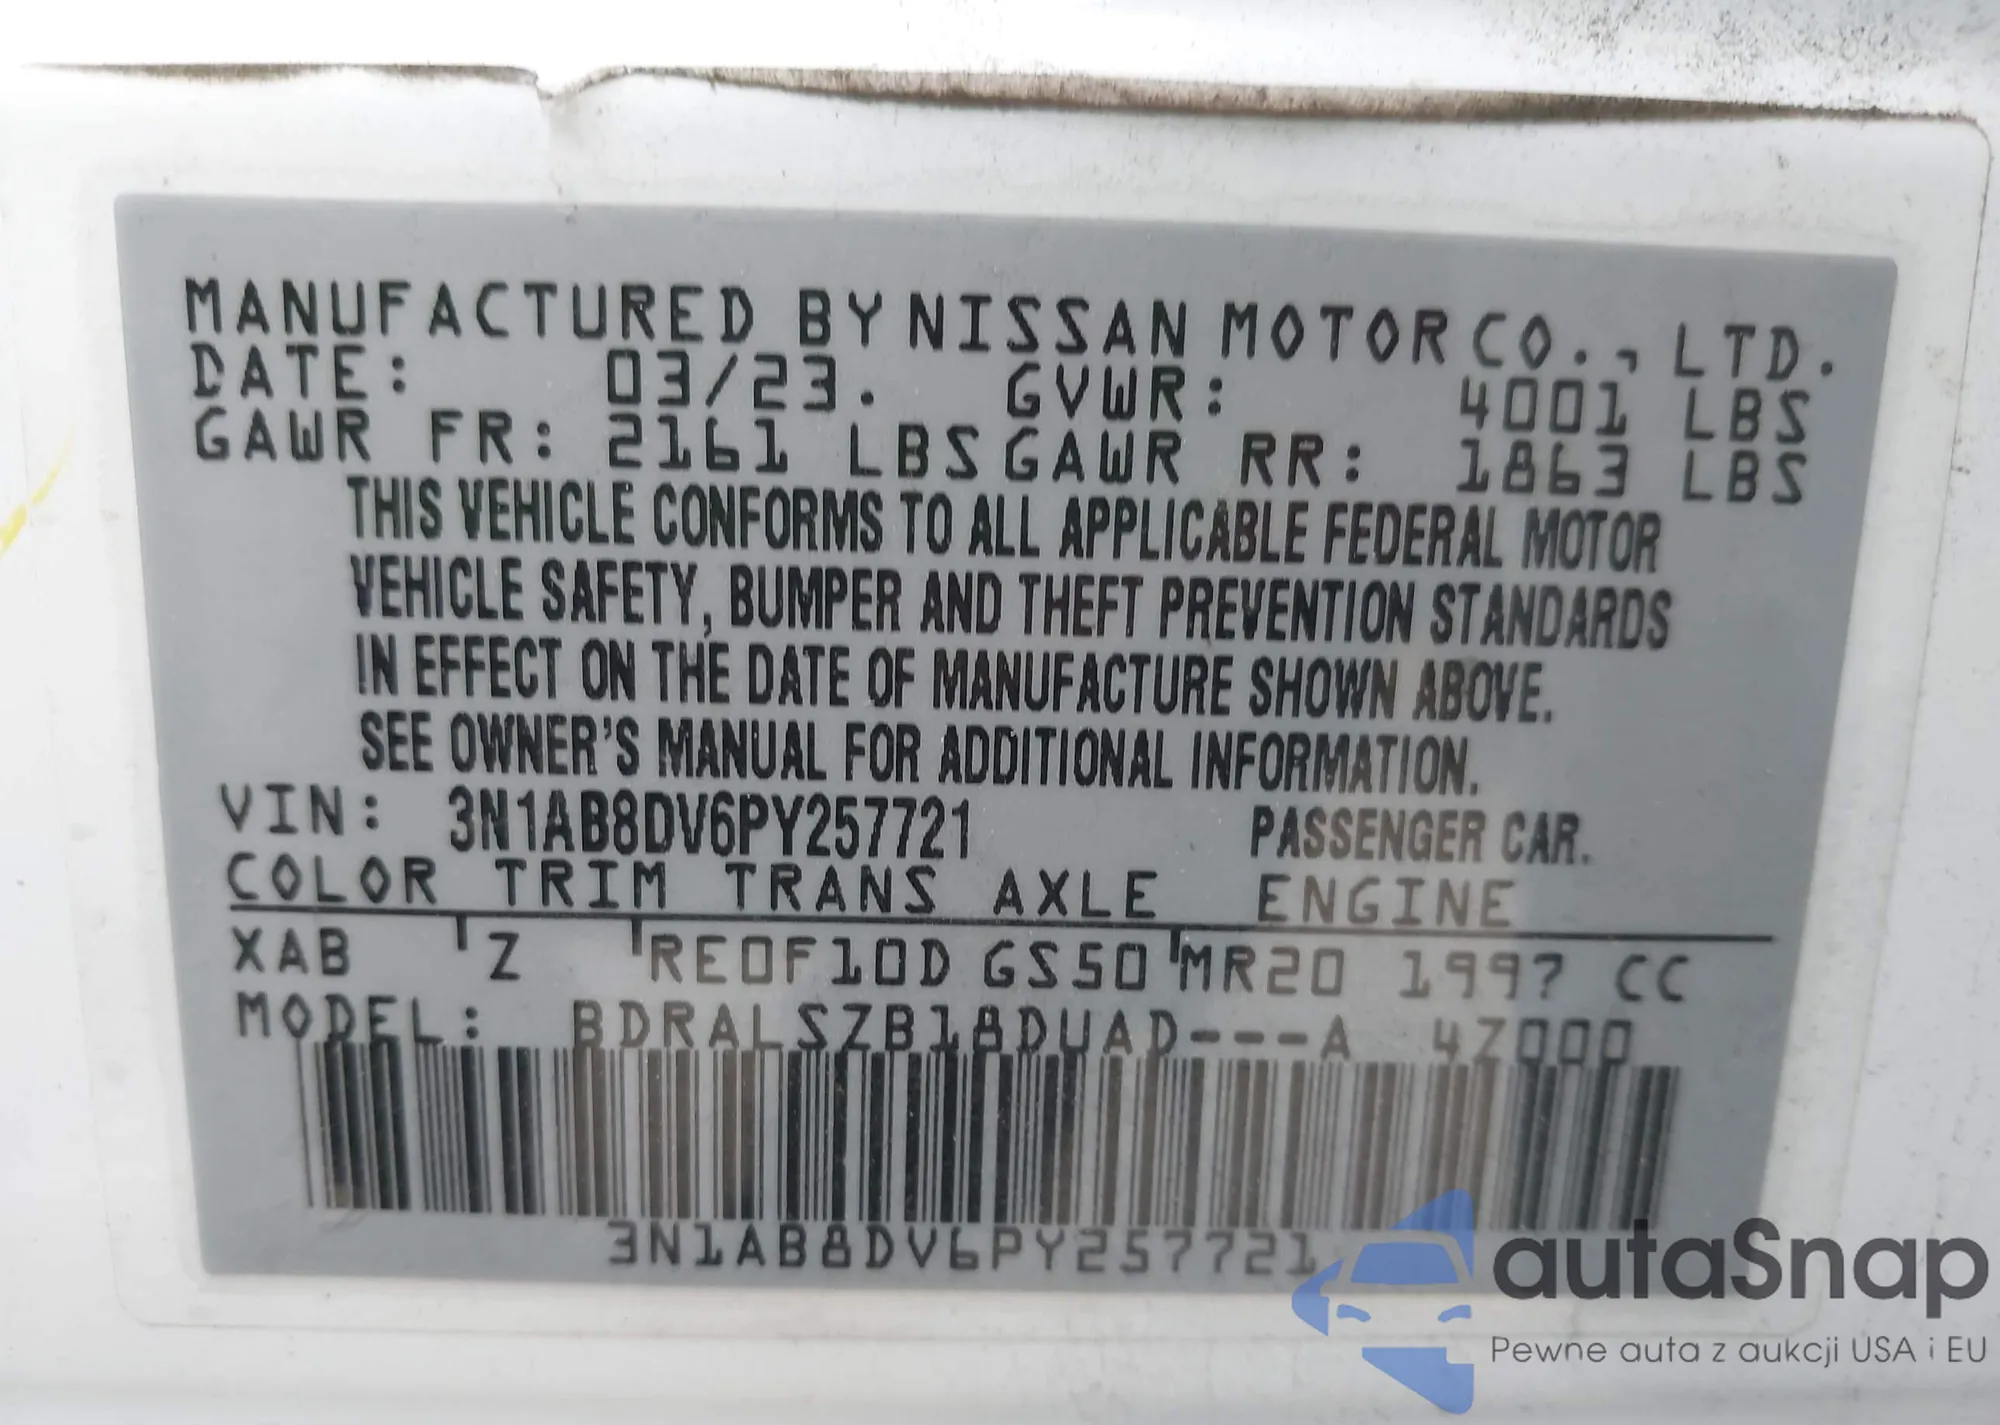 MANUFACTURED BY NISSAN MOTOR CO., LTD.
DATE: 03/23. GVWR: 4001 LBS
GAWR FR: 2161 LBS GAWR RR: 1863 LBS
THIS VEHICLE CONFORMS TO ALL APPLICABLE FEDERAL MOTOR
VEHICLE SAFETY, BUMPER AND THEFT PREVENTION STANDARDS
IN EFFECT ON THE DATE OF MANUFACTURE SHOWN ABOVE.
SEE OWNER'S MANUAL FOR ADDITIONAL INFORMATION.
VIN: 3N1AB8DV6PY257721 PASSENGER CAR.
COLOR TRIM TRANS AXLE ENGINE
XAB Z RE0F10D GS50 MR20 1997 CC
MODEL: BDRALSZB18DUAD---A 4Z000
3N1AB8DV6PY257721
autaSnap
Pewne auta z aukcji USA i EU